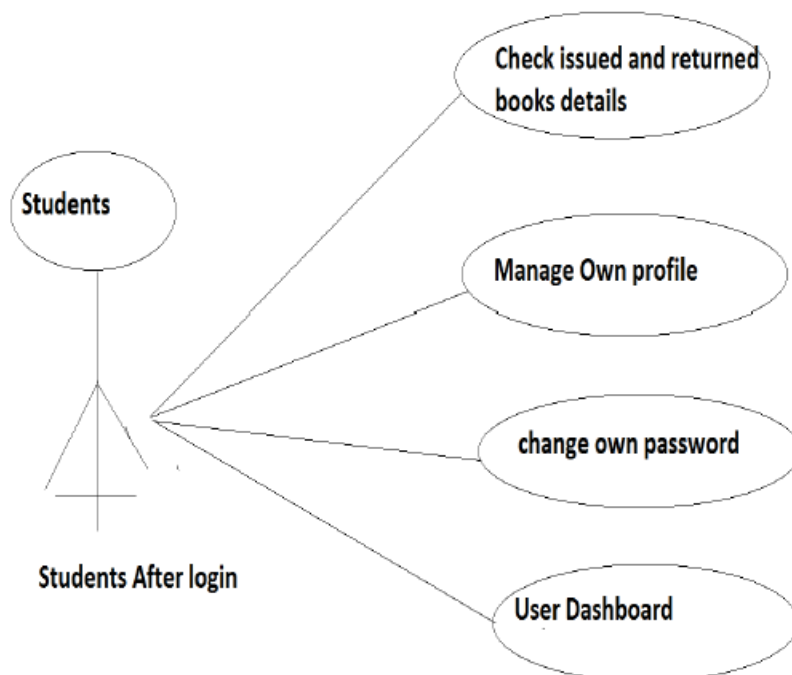 Check issued and returned
books details
Students
Manage Own profile
change own password
Students After login
User Dashboard